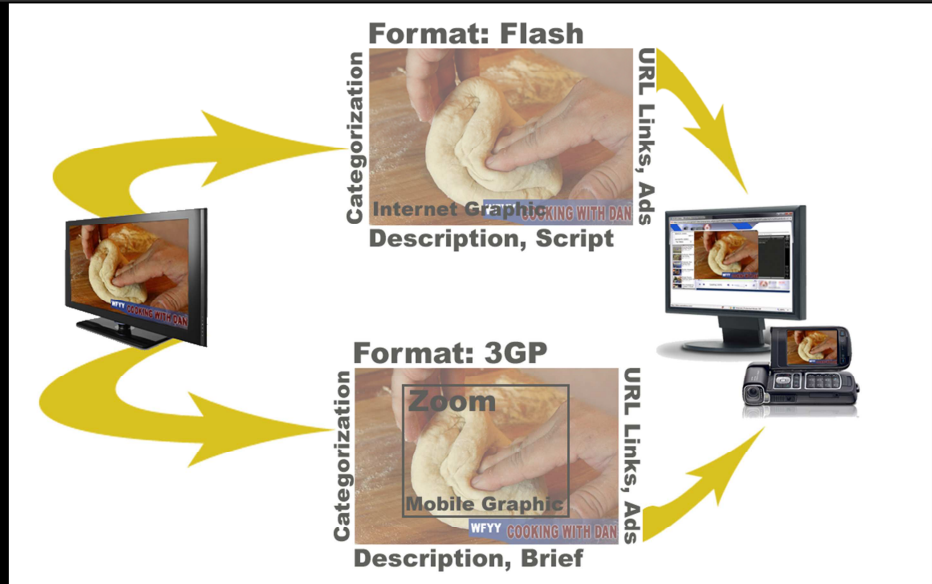 Format: Flash
Categorization
URL Links, Ads
Internet Graphic
COOKING WITH DAN
Description, Script
WFYY COOKING WITH DAN
Format: 3GP
Categorization
Zoom
URL Links, Ads
Mobile Graphic
WFYY COOKING WITH DAN
Description, Brief